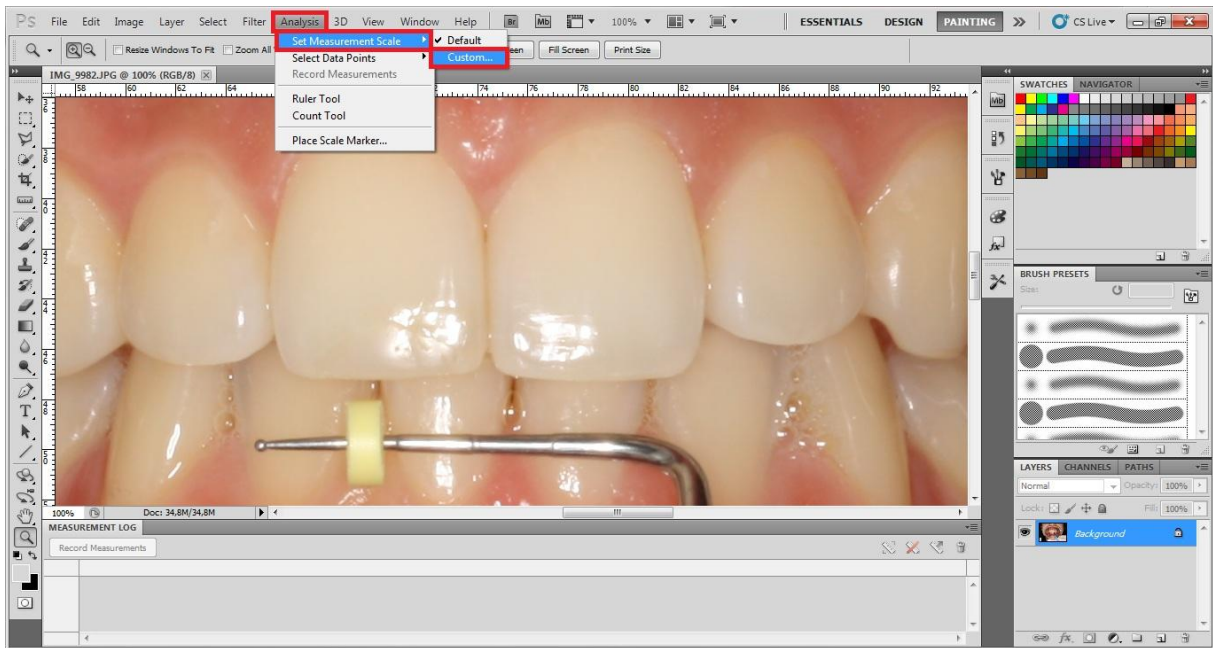 PS File Edit Image Layer Select Filter Analysis 3D View Window Help Br Mb 100% ESSENTIALS DESIGN PAINTING CS Live
Resize Windows To Fit Zoom All Fill Screen Print Size
Set Measurement Scale
Default
Select Data Points
Custom...
Record Measurements
Ruler Tool
Count Tool
Place Scale Marker...
IMG_9982.JPG @ 100% (RGB/8)
58 60 62 64 74 76 78 80 82 84 86 88 90 92
SWATCHES NAVIGATOR
Mb
BRUSH PRESETS
Size:
LAYERS CHANNELS PATHS
Normal Opacity: 100%
Lock: Fill: 100%
Background
100% Doc: 34,8M/34,8M
MEASUREMENT LOG
Record Measurements